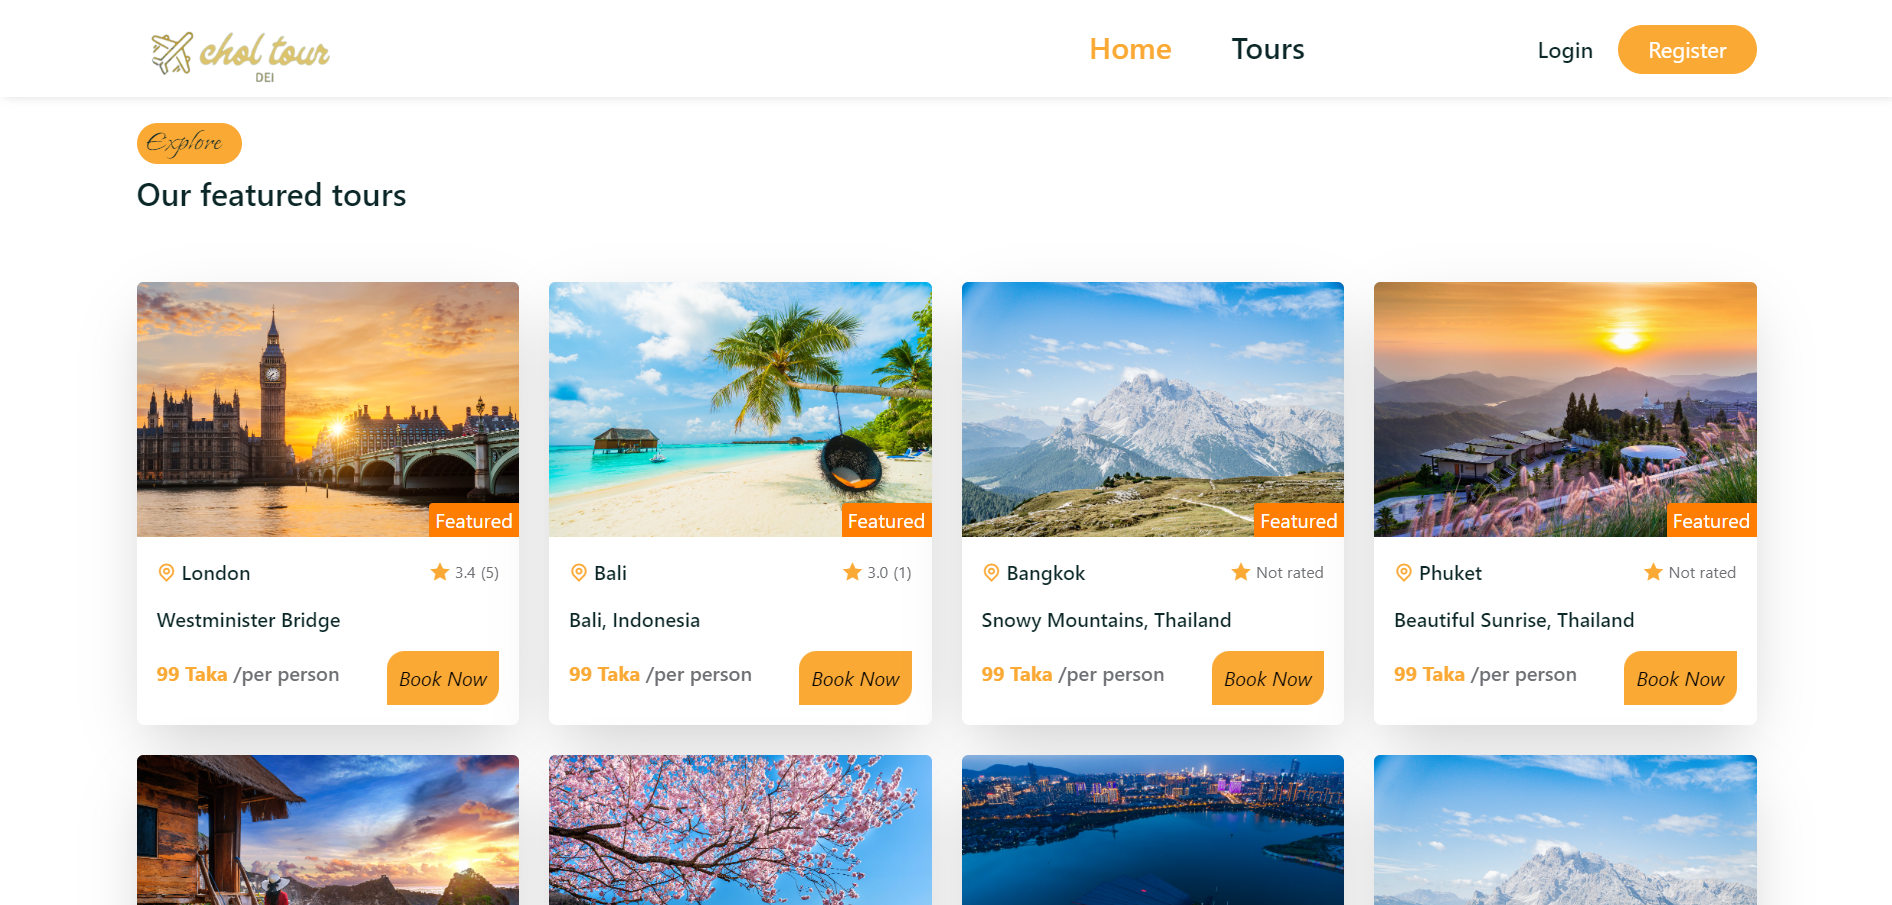 chol tour
DEI
Home
Tours
Login
Register
Explore
Our featured tours
Featured
London
3.4 (5)
Westminister Bridge
99 Taka /per person
Book Now
Featured
Bali
3.0 (1)
Bali, Indonesia
99 Taka /per person
Book Now
Featured
Bangkok
Not rated
Snowy Mountains, Thailand
99 Taka /per person
Book Now
Featured
Phuket
Not rated
Beautiful Sunrise, Thailand
99 Taka /per person
Book Now